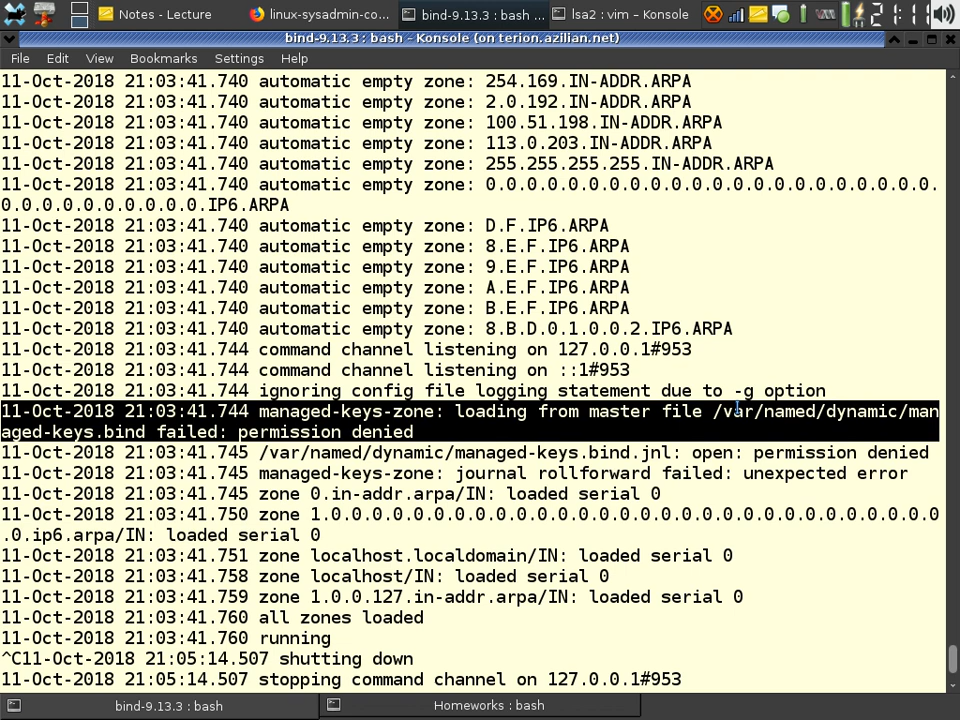 Notes - Lecture
linux-sysadmin-co...
bind-9.13.3 : bash ...
lsa2 : vim – Konsole
2 1:11
bind-9.13.3 : bash – Konsole (on terion.azilian.net)
File Edit View Bookmarks Settings Help
11-Oct-2018 21:03:41.740 automatic empty zone: 254.169.IN-ADDR.ARPA
11-Oct-2018 21:03:41.740 automatic empty zone: 2.0.192.IN-ADDR.ARPA
11-Oct-2018 21:03:41.740 automatic empty zone: 100.51.198.IN-ADDR.ARPA
11-Oct-2018 21:03:41.740 automatic empty zone: 113.0.203.IN-ADDR.ARPA
11-Oct-2018 21:03:41.740 automatic empty zone: 255.255.255.255.IN-ADDR.ARPA
11-Oct-2018 21:03:41.740 automatic empty zone: 0.0.0.0.0.0.0.0.0.0.0.0.0.0.0.0.0.0.0.0.0.0.
0.0.0.0.0.0.0.0.0.0.IP6.ARPA
11-Oct-2018 21:03:41.740 automatic empty zone: D.F.IP6.ARPA
11-Oct-2018 21:03:41.740 automatic empty zone: 8.E.F.IP6.ARPA
11-Oct-2018 21:03:41.740 automatic empty zone: 9.E.F.IP6.ARPA
11-Oct-2018 21:03:41.740 automatic empty zone: A.E.F.IP6.ARPA
11-Oct-2018 21:03:41.740 automatic empty zone: B.E.F.IP6.ARPA
11-Oct-2018 21:03:41.740 automatic empty zone: 8.B.D.0.1.0.0.2.IP6.ARPA
11-Oct-2018 21:03:41.744 command channel listening on 127.0.0.1#953
11-Oct-2018 21:03:41.744 command channel listening on ::1#953
11-Oct-2018 21:03:41.744 ignoring config file logging statement due to -g option
11-Oct-2018 21:03:41.744 managed-keys-zone: loading from master file /var/named/dynamic/man
aged-keys.bind failed: permission denied
11-Oct-2018 21:03:41.745 /var/named/dynamic/managed-keys.bind.jnl: open: permission denied
11-Oct-2018 21:03:41.745 managed-keys-zone: journal rollforward failed: unexpected error
11-Oct-2018 21:03:41.745 zone 0.in-addr.arpa/IN: loaded serial 0
11-Oct-2018 21:03:41.750 zone 1.0.0.0.0.0.0.0.0.0.0.0.0.0.0.0.0.0.0.0.0.0.0.0.0.0.0.0.0.0.0
.0.ip6.arpa/IN: loaded serial 0
11-Oct-2018 21:03:41.751 zone localhost.localdomain/IN: loaded serial 0
11-Oct-2018 21:03:41.758 zone localhost/IN: loaded serial 0
11-Oct-2018 21:03:41.759 zone 1.0.0.127.in-addr.arpa/IN: loaded serial 0
11-Oct-2018 21:03:41.760 all zones loaded
11-Oct-2018 21:03:41.760 running
^C11-Oct-2018 21:05:14.507 shutting down
11-Oct-2018 21:05:14.507 stopping command channel on 127.0.0.1#953
bind-9.13.3 : bash
Homeworks : bash